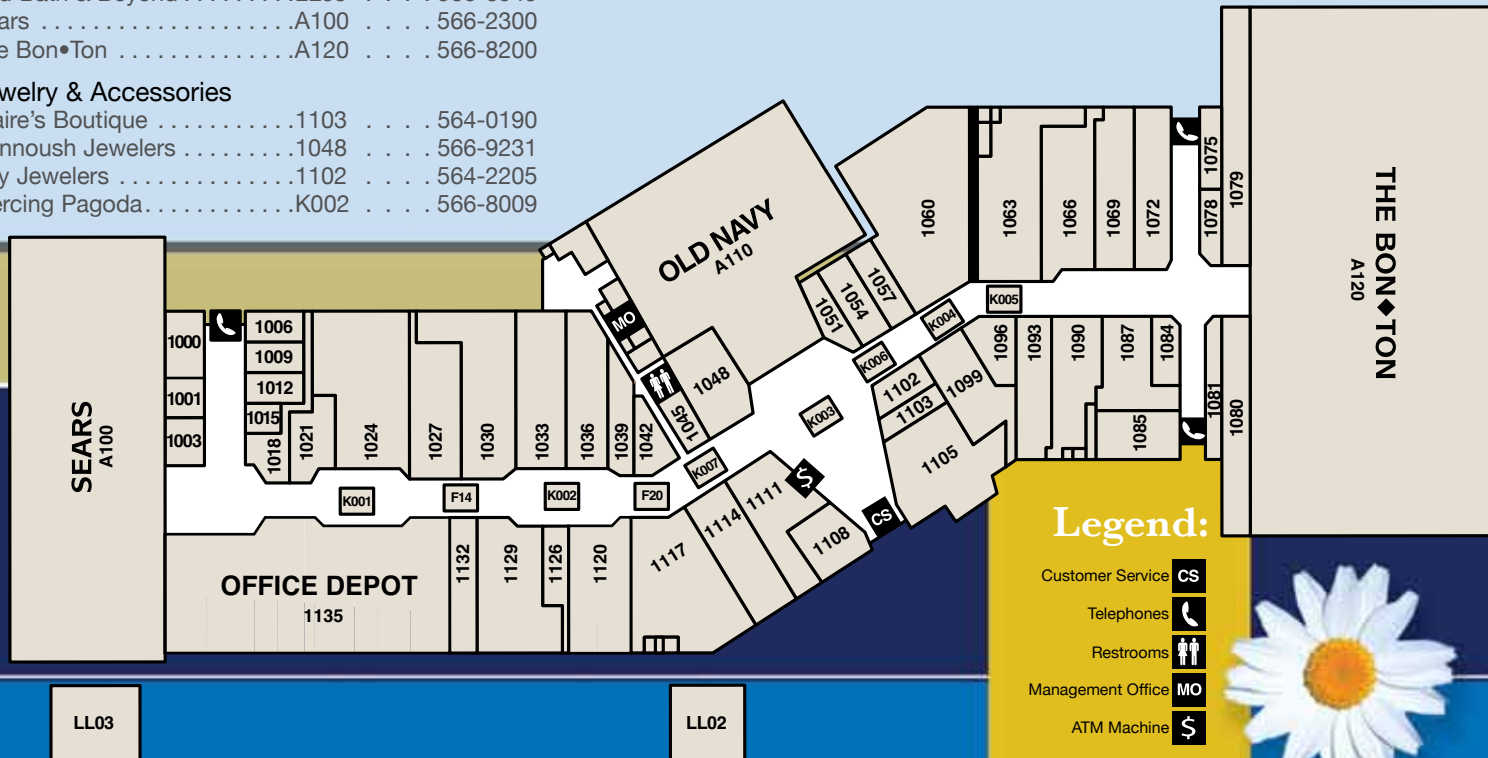 ars . . . . . . . . . . . . . . . . . .A100 . . . . 566-2300
e Bon•Ton . . . . . . . . . . . . . .A120 . . . . 566-8200
welry & Accessories
aire's Boutique . . . . . . . . . . .1103 . . . . 564-0190
nnoush Jewelers . . . . . . . . .1048 . . . . 566-9231
y Jewelers . . . . . . . . . . . . . .1102 . . . . 564-2205
ercing Pagoda. . . . . . . . . . . .K002 . . . . 566-8009
SEARS
A100
1000
1001
1003
1006
1009
1012
1015
1018
1021
1024
1027
1030
1033
1036
1039
1042
1045
MO
1048
OLD NAVY
A110
1051
1054
1057
1060
1063
1066
1069
1072
1075
1078
1079
THE BON◆TON
A120
K001
F14
K002
F20
K007
K003
K006
K004
K005
1102
1103
1099
1096
1093
1090
1087
1084
1085
1081
1080
1105
CS
$
1108
1111
1114
1117
1120
1126
1129
1132
OFFICE DEPOT
1135
LL03
LL02
Legend:
Customer Service CS
Telephones
Restrooms
Management Office MO
ATM Machine $